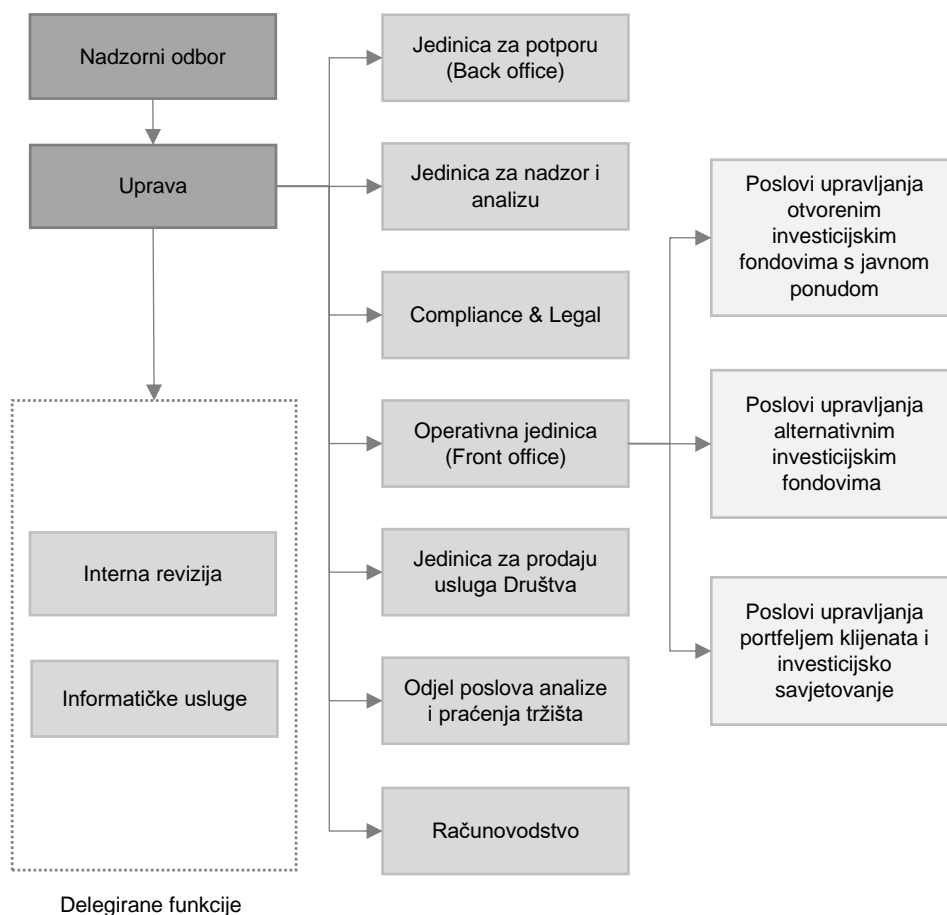 Nadzorni odbor
Uprava
Interna revizija
Informatičke usluge
Delegirane funkcije
Jedinica za potporu
(Back office)
Jedinica za nadzor i
analizu
Compliance & Legal
Operativna jedinica
(Front office)
Jedinica za prodaju
usluga Društva
Odjel poslova analize
i praćenja tržišta
Računovodstvo
Poslovi upravljanja
otvorenim
investicijskim
fondovima s javnom
ponudom
Poslovi upravljanja
alternativnim
investicijskim
fondovima
Poslovi upravljanja
portfeljem klijenata i
investicijsko
savjetovanje